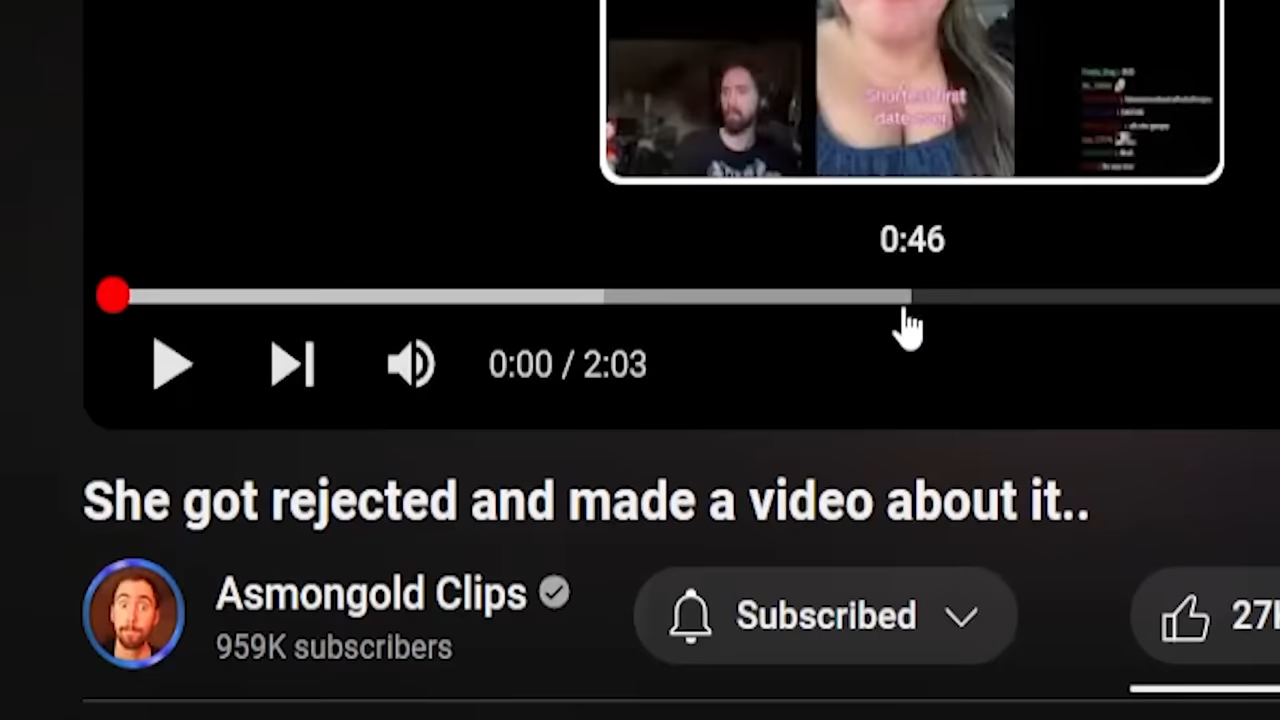 Shortest first
date ever
0:46
0:00 / 2:03
She got rejected and made a video about it..
Asmongold Clips
959K subscribers
Subscribed
27K